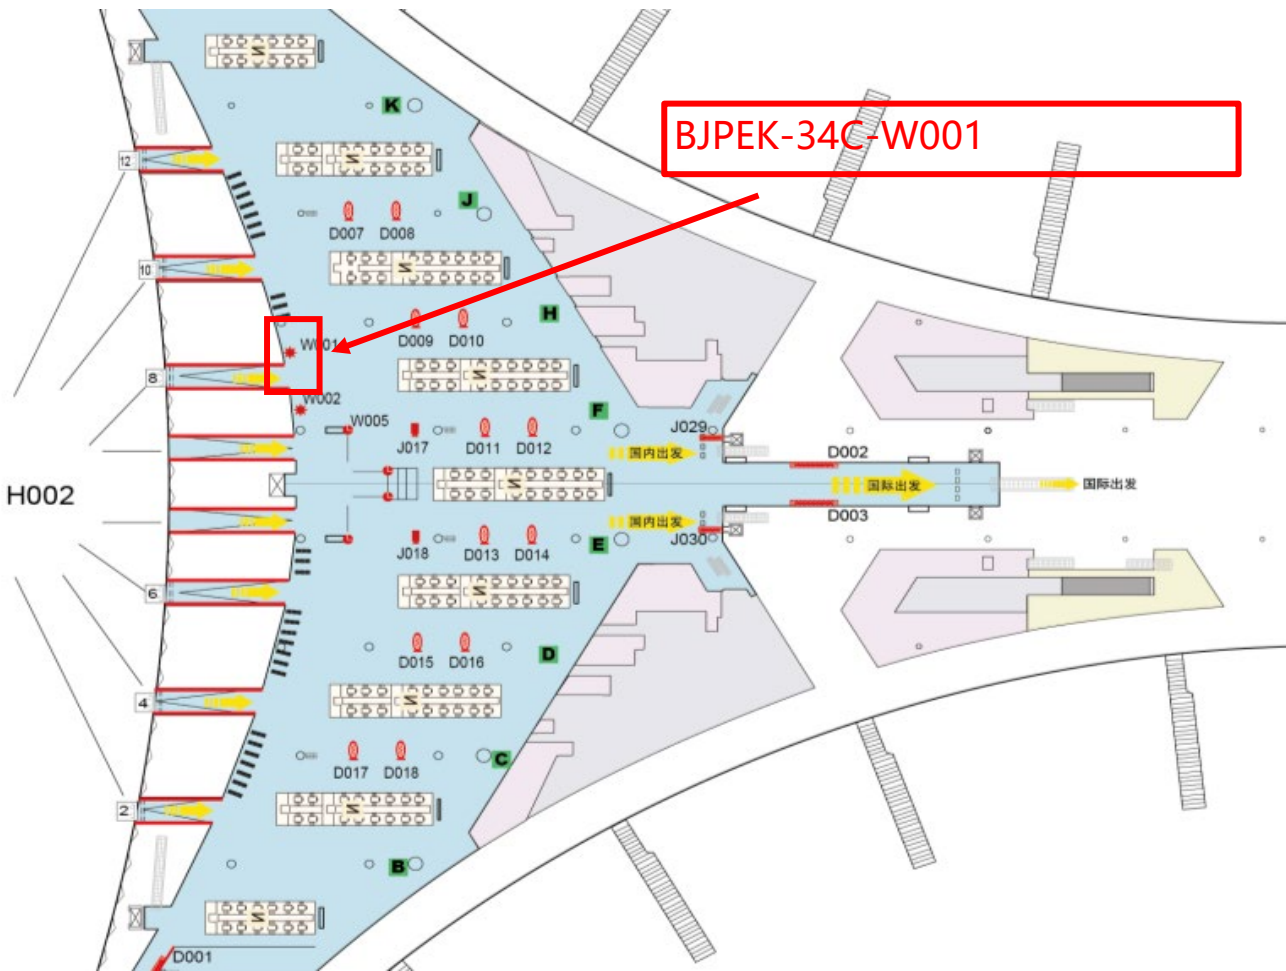 N
K
BJPEK-34C-W001
12
N
J
D007 D008
10
N
H
W001
D009 D010
8
N
W002
F
W005
J017
D011 D012
J029
国内出发
D002
H002
N
国际出发
国际出发
国内出发
D003
J018
D013 D014
E
J030
6
N
D015 D016
D
4
N
D017 D018
C
2
N
B
N
D001